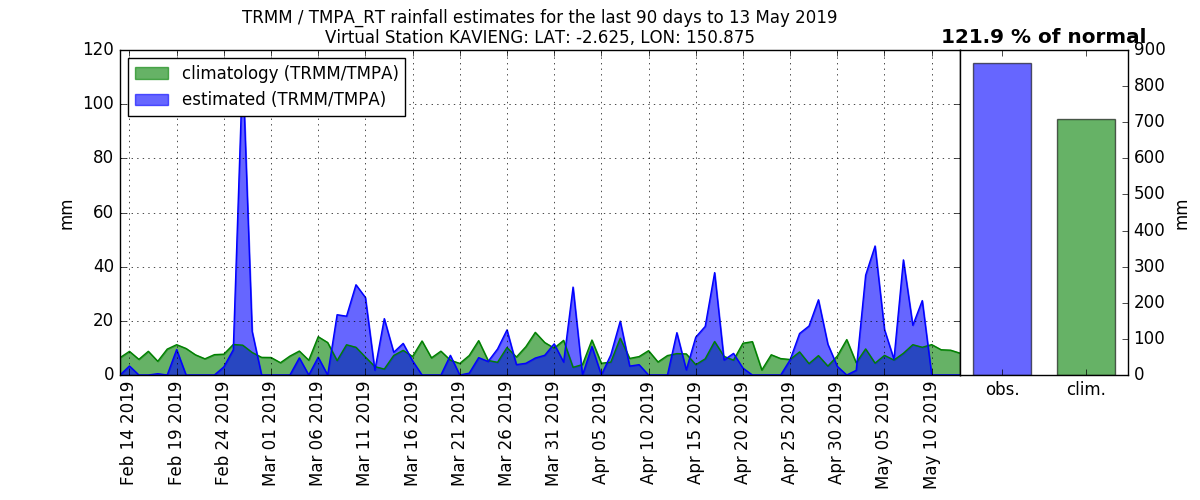 TRMM / TMPA_RT rainfall estimates for the last 90 days to 13 May 2019
Virtual Station KAVIENG: LAT: -2.625, LON: 150.875
121.9 % of normal
climatology (TRMM/TMPA)
estimated (TRMM/TMPA)
120
100
80
60
40
20
0
mm
Feb 14 2019
Feb 19 2019
Feb 24 2019
Mar 01 2019
Mar 06 2019
Mar 11 2019
Mar 16 2019
Mar 21 2019
Mar 26 2019
Mar 31 2019
Apr 05 2019
Apr 10 2019
Apr 15 2019
Apr 20 2019
Apr 25 2019
Apr 30 2019
May 05 2019
May 10 2019
900
800
700
600
500
400
300
200
100
0
mm
obs.
clim.